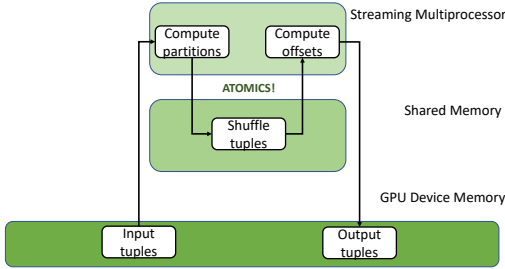 Streaming Multiprocessor
Compute
partitions
Compute
offsets
ATOMICS!
Shared Memory
Shuffle
tuples
GPU Device Memory
Input
tuples
Output
tuples